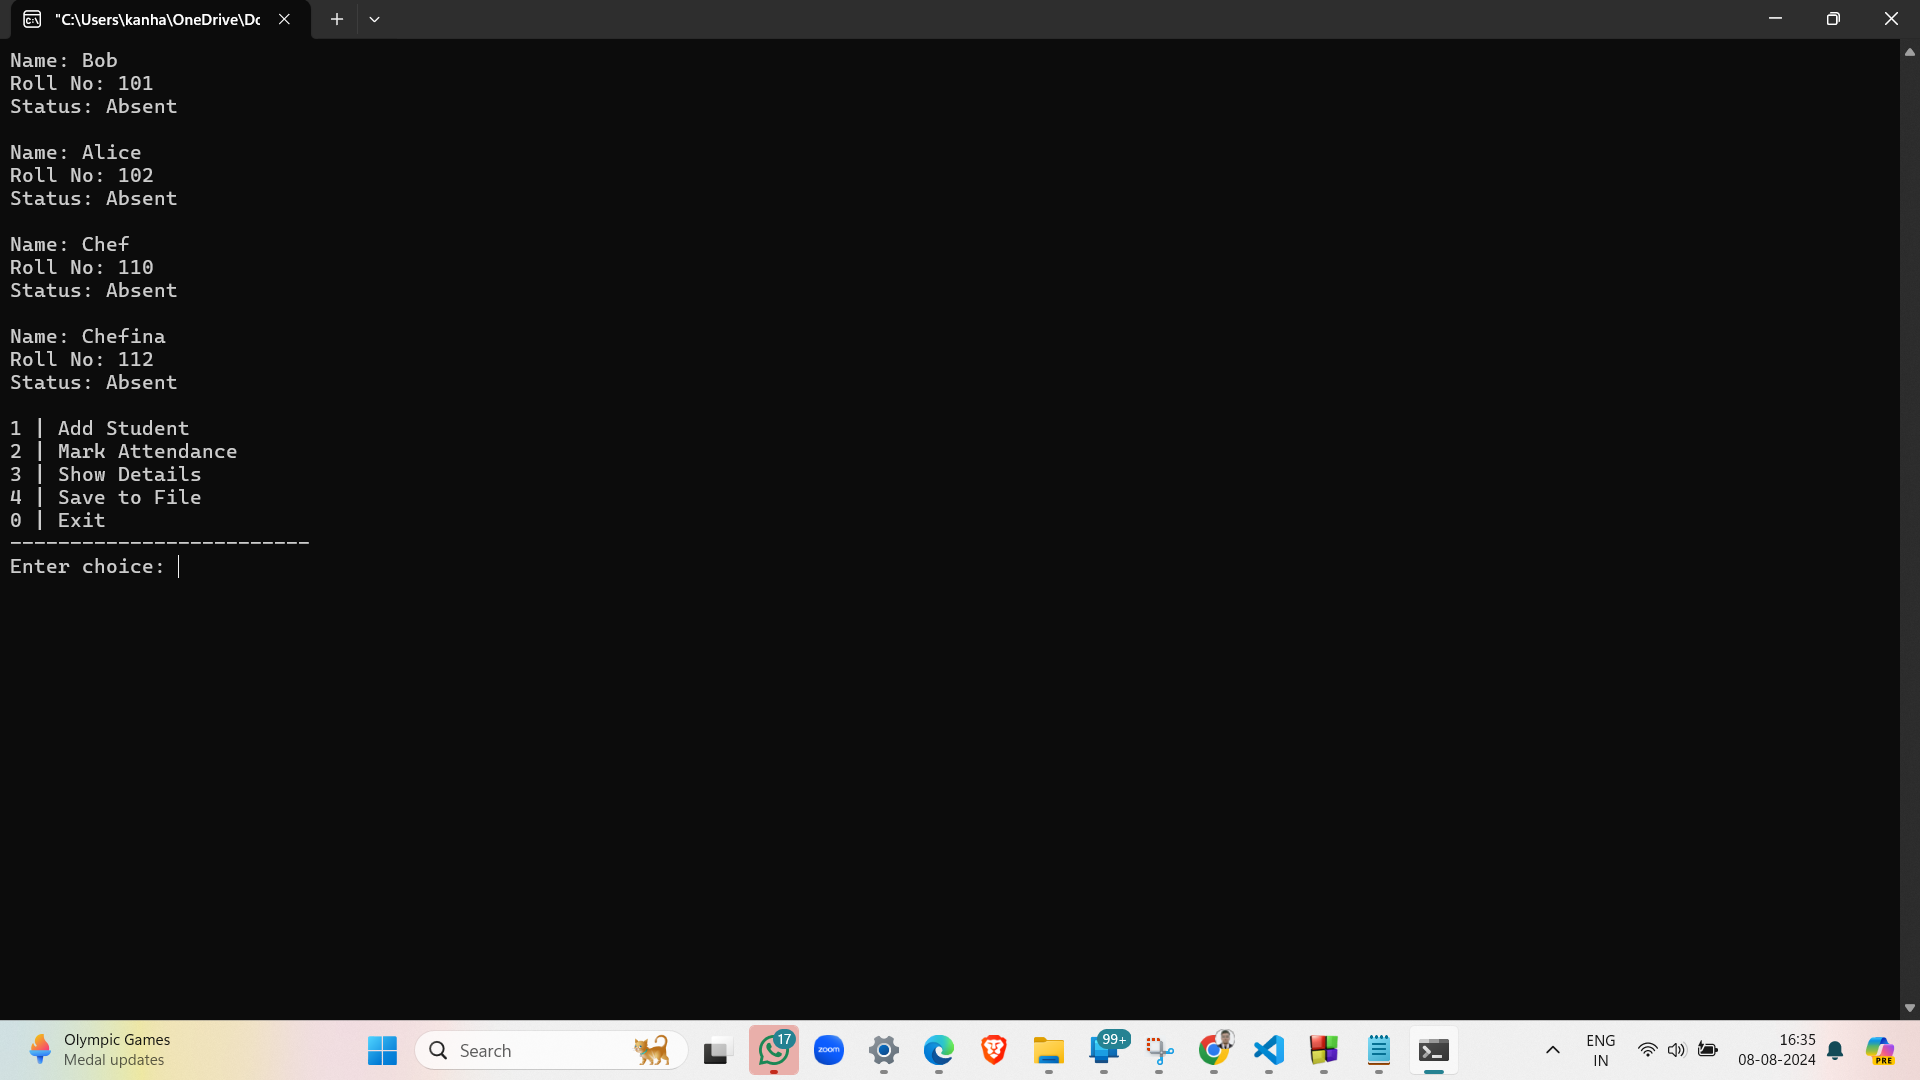 "C:\Users\kanha\OneDrive\Dc
Name: Bob
Roll No: 101
Status: Absent
Name: Alice
Roll No: 102
Status: Absent
Name: Chef
Roll No: 110
Status: Absent
Name: Chefina
Roll No: 112
Status: Absent
1 | Add Student
2 | Mark Attendance
3 | Show Details
4 | Save to File
0 | Exit
-------------------------
Enter choice:
Olympic Games
Medal updates
Search
17
zoom
99+
ENG
IN
16:35
08-08-2024
PRE